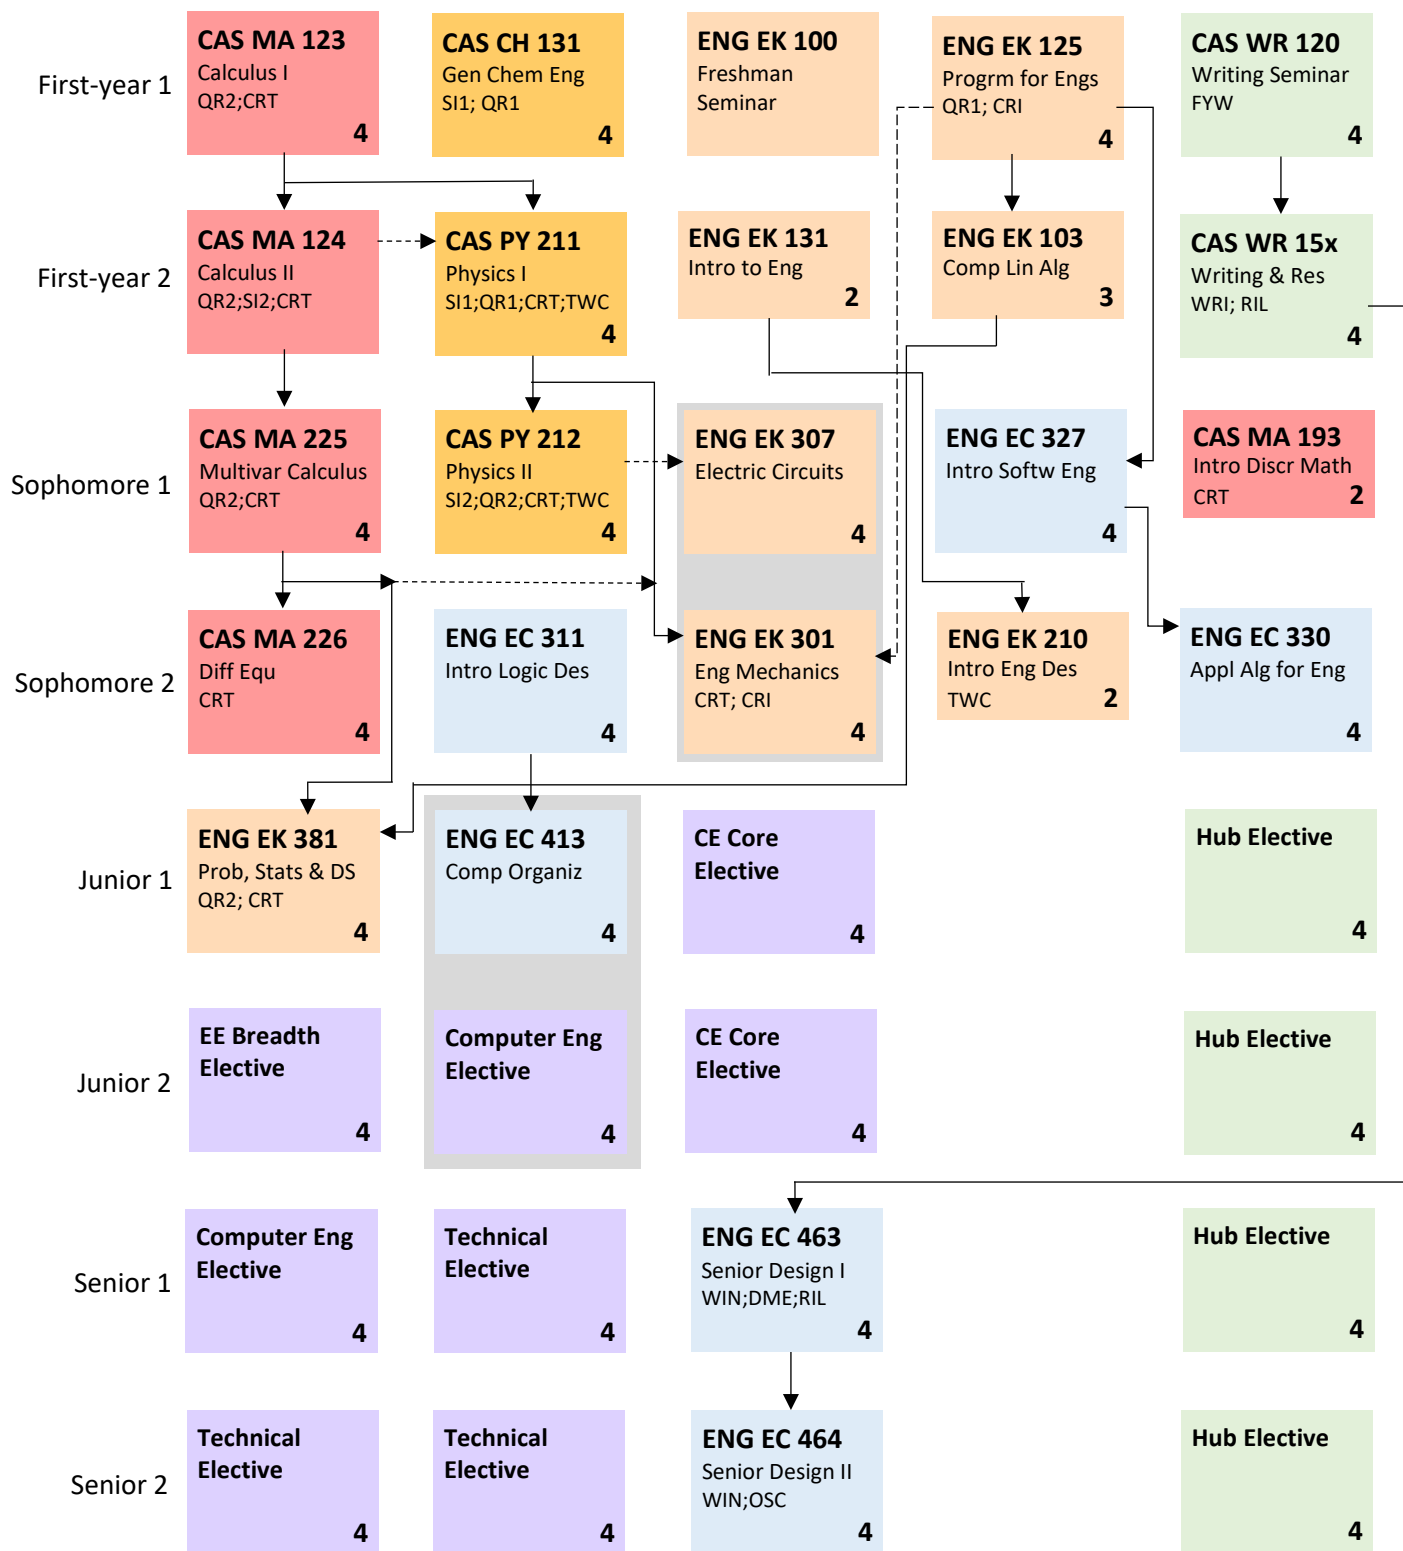 First-year 1
CAS MA 123
Calculus I
QR2;CRT
4
CAS CH 131
Gen Chem Eng
SI1; QR1
4
ENG EK 100
Freshman
Seminar
ENG EK 125
Progrm for Engs
QR1; CRI
4
CAS WR 120
Writing Seminar
FYW
4
First-year 2
CAS MA 124
Calculus II
QR2;SI2;CRT
4
CAS PY 211
Physics I
SI1;QR1;CRT;TWC
4
ENG EK 131
Intro to Eng
2
ENG EK 103
Comp Lin Alg
3
CAS WR 15x
Writing & Res
WRI; RIL
4
Sophomore 1
CAS MA 225
Multivar Calculus
QR2;CRT
4
CAS PY 212
Physics II
SI2;QR2;CRT;TWC
4
ENG EK 307
Electric Circuits
4
ENG EC 327
Intro Softw Eng
4
CAS MA 193
Intro Discr Math
CRT
2
Sophomore 2
CAS MA 226
Diff Equ
CRT
4
ENG EC 311
Intro Logic Des
4
ENG EK 301
Eng Mechanics
CRT; CRI
4
ENG EK 210
Intro Eng Des
TWC
2
ENG EC 330
Appl Alg for Eng
4
Junior 1
ENG EK 381
Prob, Stats & DS
QR2; CRT
4
ENG EC 413
Comp Organiz
4
CE Core
Elective
4
Hub Elective
4
Junior 2
EE Breadth
Elective
4
Computer Eng
Elective
4
CE Core
Elective
4
Hub Elective
4
Senior 1
Computer Eng
Elective
4
Technical
Elective
4
ENG EC 463
Senior Design I
WIN;DME;RIL
4
Hub Elective
4
Senior 2
Technical
Elective
4
Technical
Elective
4
ENG EC 464
Senior Design II
WIN;OSC
4
Hub Elective
4